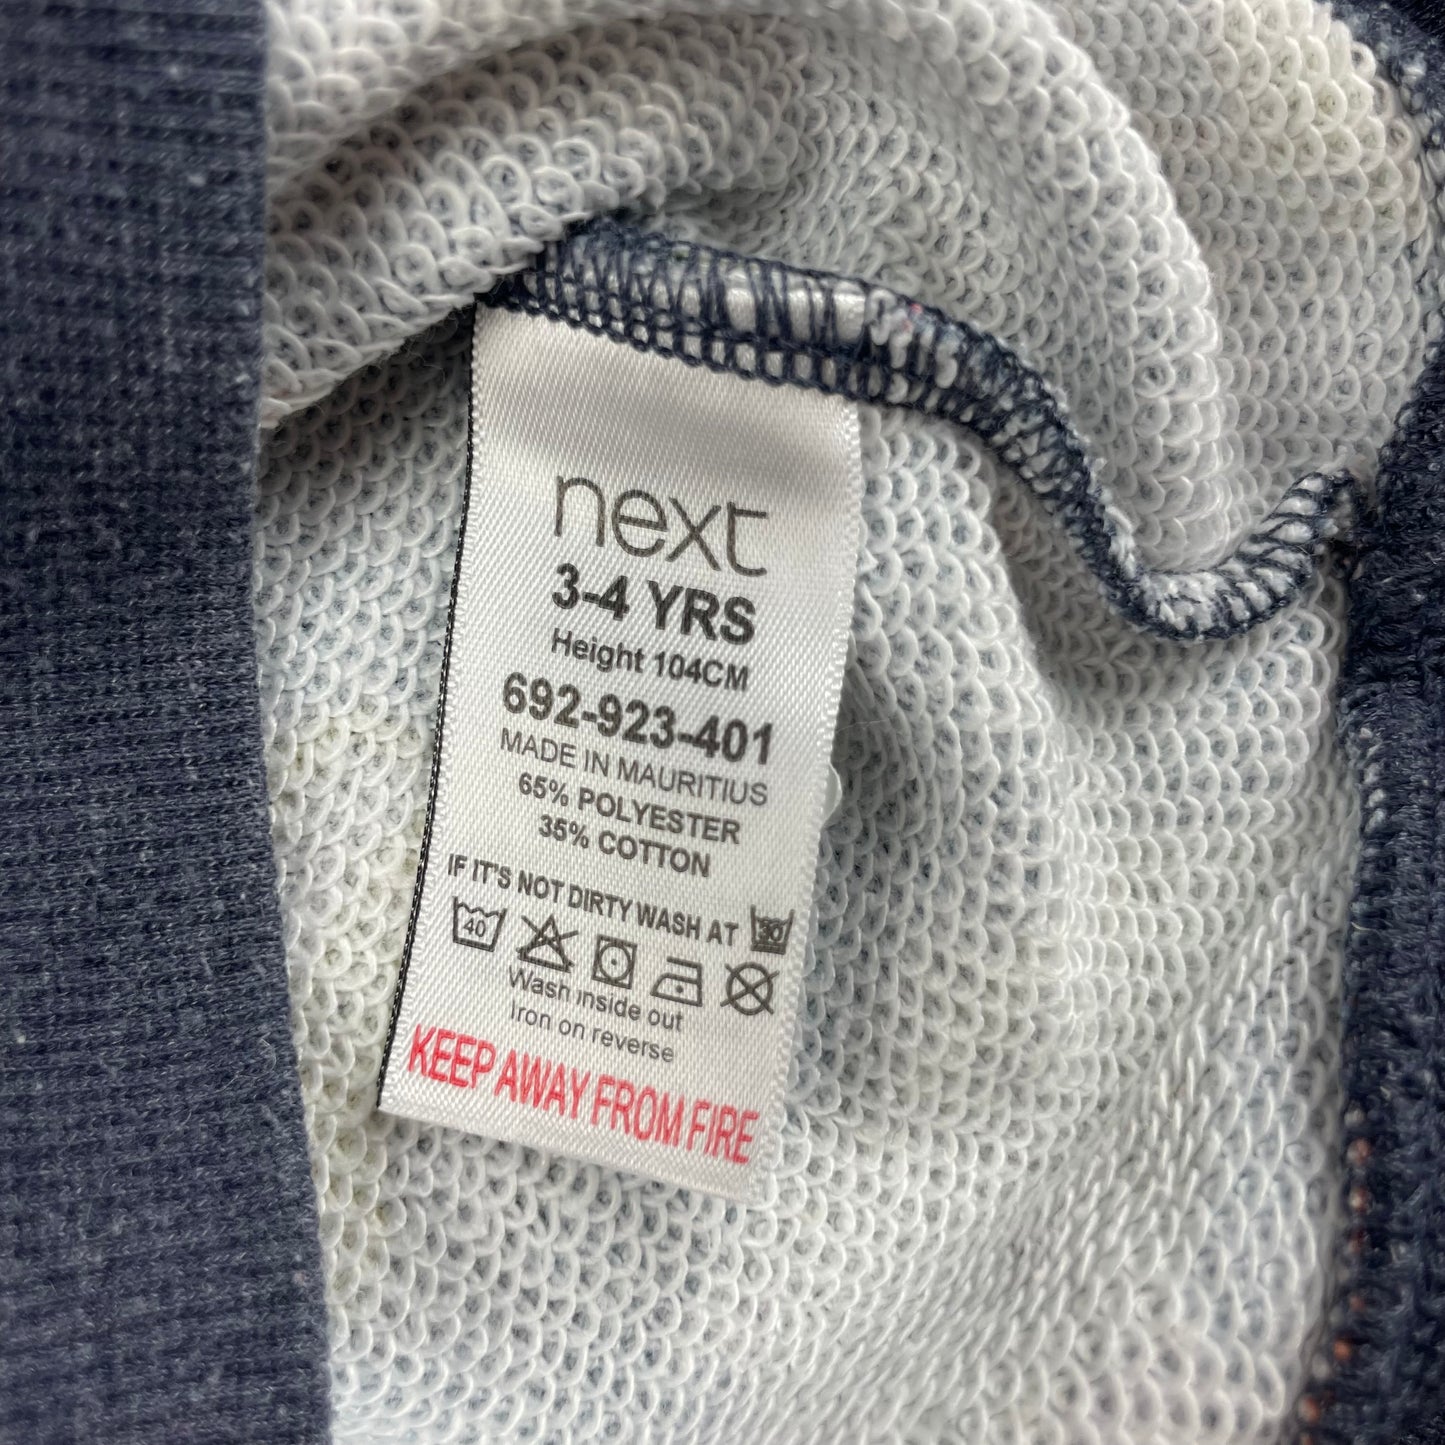 next
3-4 YRS
Height 104CM
692-923-401
MADE IN MAURITIUS
65% POLYESTER
35% COTTON
IF IT'S NOT DIRTY WASH AT 30
40
Wash inside out
Iron on reverse
KEEP AWAY FROM FIRE